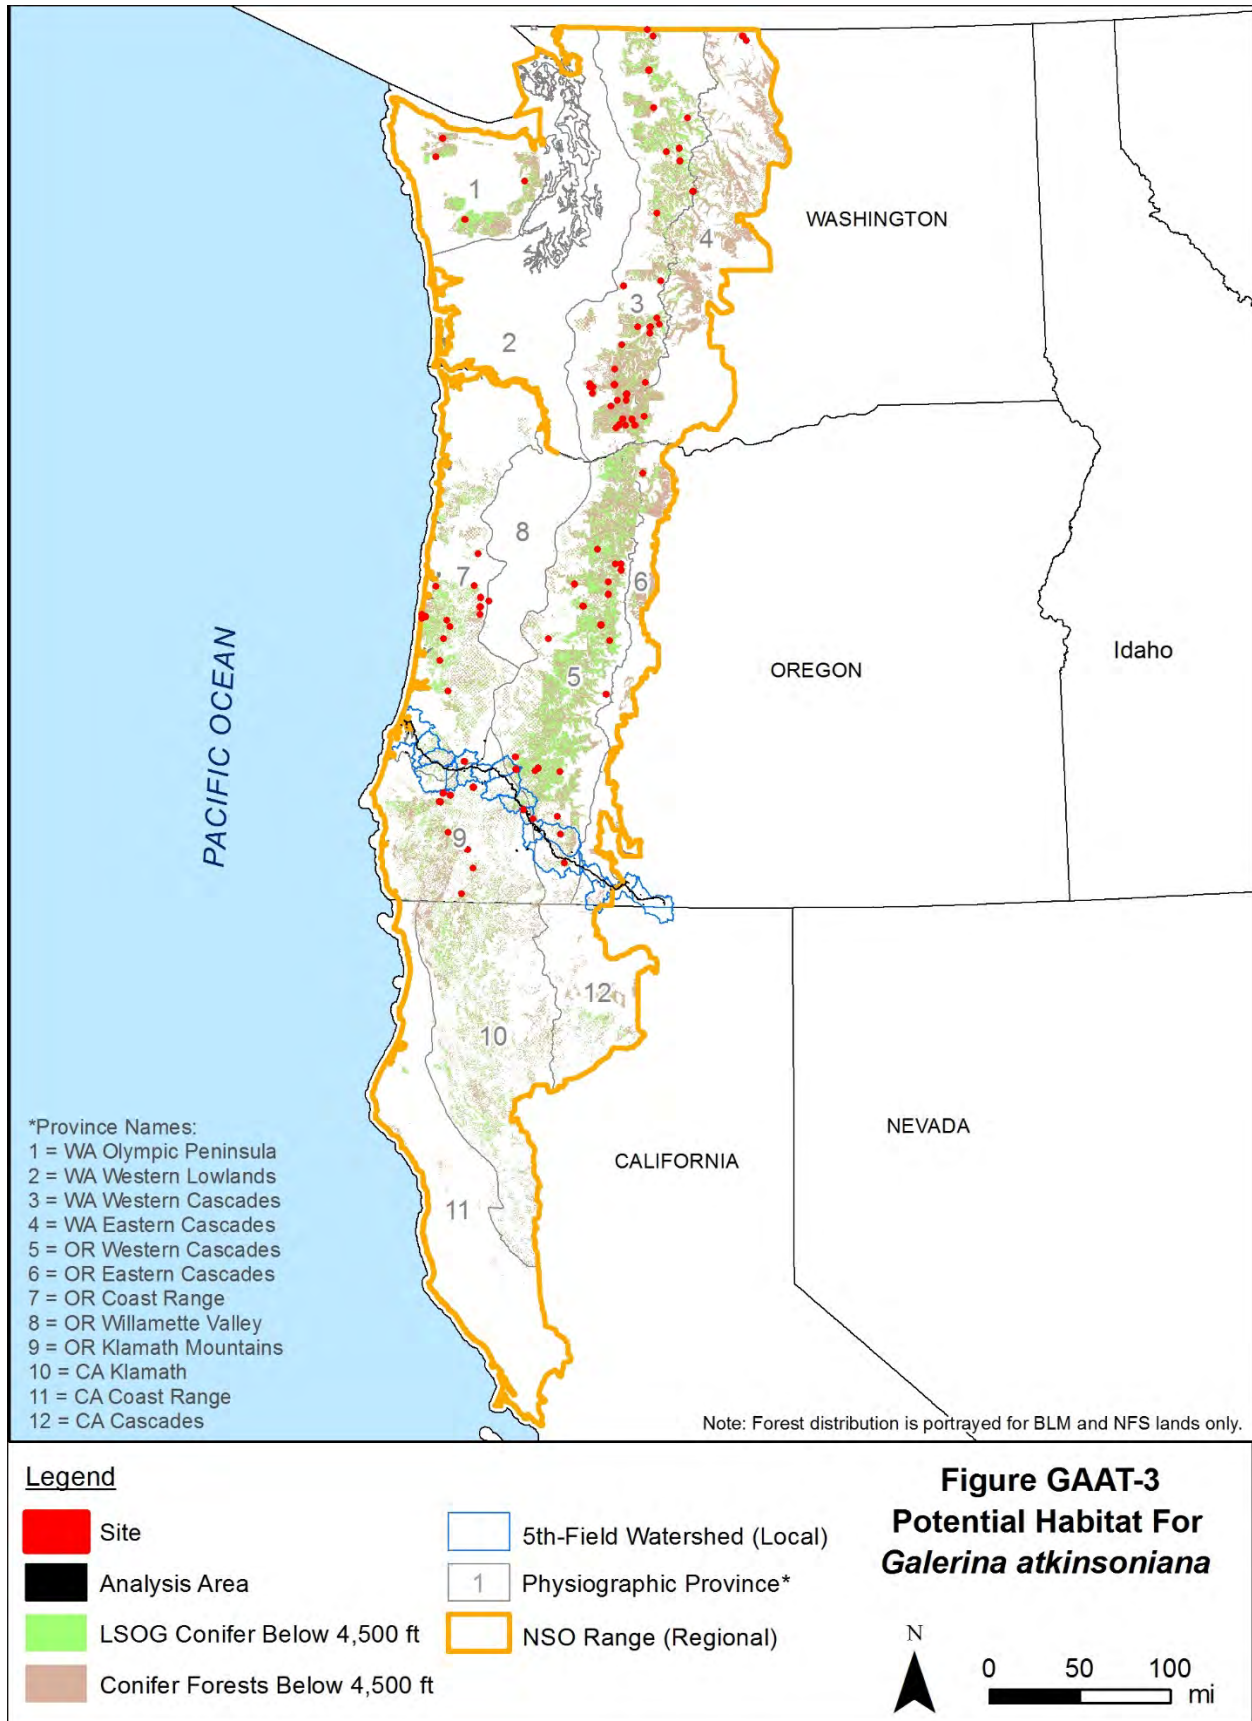 WASHINGTON
1
4
3
2
8
7
6
PACIFIC OCEAN
Idaho
OREGON
5
9
12
10
NEVADA
CALIFORNIA
11
*Province Names:
1 = WA Olympic Peninsula
2 = WA Western Lowlands
3 = WA Western Cascades
4 = WA Eastern Cascades
5 = OR Western Cascades
6 = OR Eastern Cascades
7 = OR Coast Range
8 = OR Willamette Valley
9 = OR Klamath Mountains
10 = CA Klamath
11 = CA Coast Range
12 = CA Cascades
Note: Forest distribution is portrayed for BLM and NFS lands only.
Legend
Site
Analysis Area
LSOG Conifer Below 4,500 ft
Conifer Forests Below 4,500 ft
5th-Field Watershed (Local)
1 Physiographic Province*
NSO Range (Regional)
Figure GAAT-3
Potential Habitat For
Galerina atkinsoniana
N
0 50 100
mi